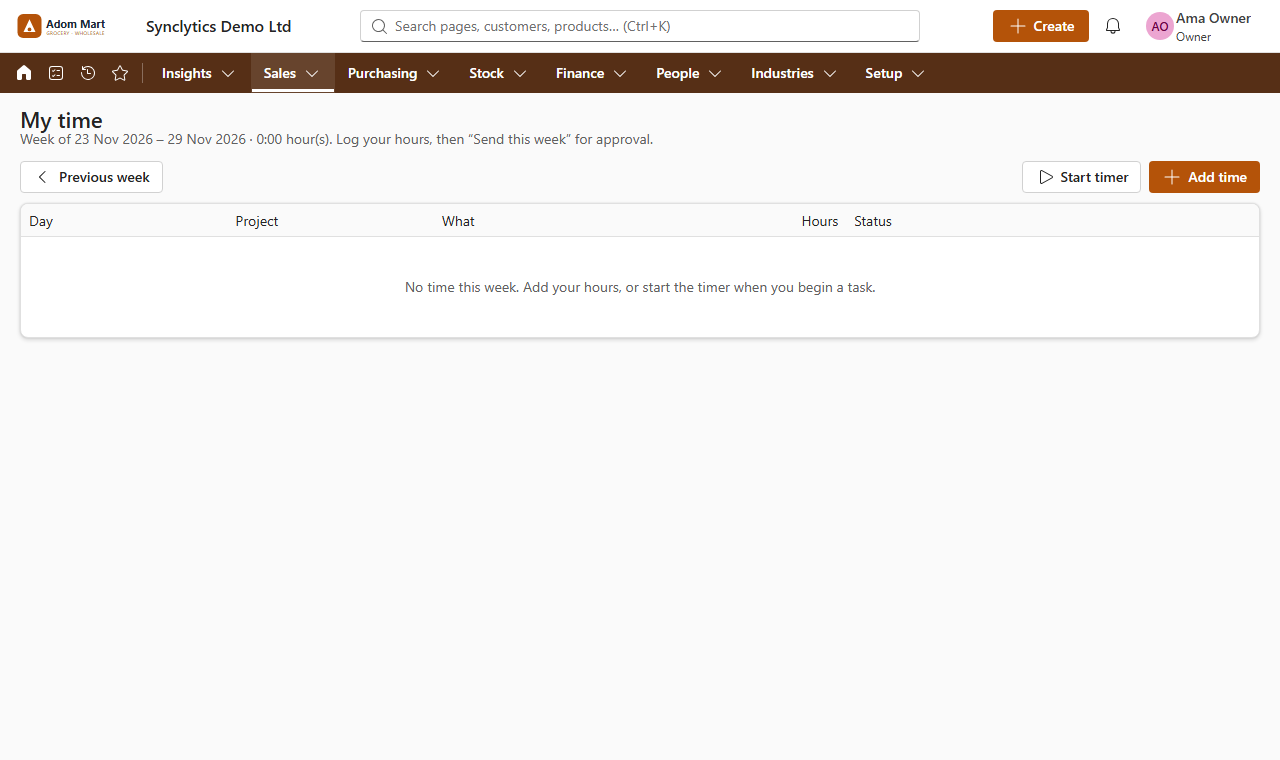 Adom Mart
GROCERY · WHOLESALE
Synclytics Demo Ltd
Search pages, customers, products... (Ctrl+K)
Create
AO
Ama Owner
Owner
Insights
Sales
Purchasing
Stock
Finance
People
Industries
Setup
My time
Week of 23 Nov 2026 – 29 Nov 2026 · 0:00 hour(s). Log your hours, then “Send this week” for approval.
Previous week
Start timer
Add time
Day
Project
What
Hours
Status
No time this week. Add your hours, or start the timer when you begin a task.